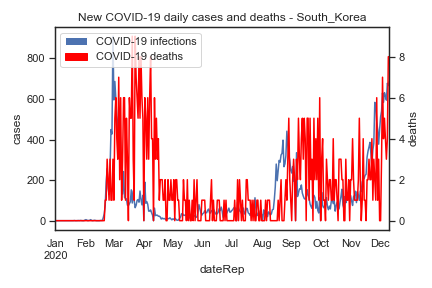 New COVID-19 daily cases and deaths - South_Korea
COVID-19 infections
COVID-19 deaths
800
600
400
200
0
cases
8
6
4
2
0
deaths
Jan Feb Mar Apr May Jun Jul Aug Sep Oct Nov Dec
2020
dateRep